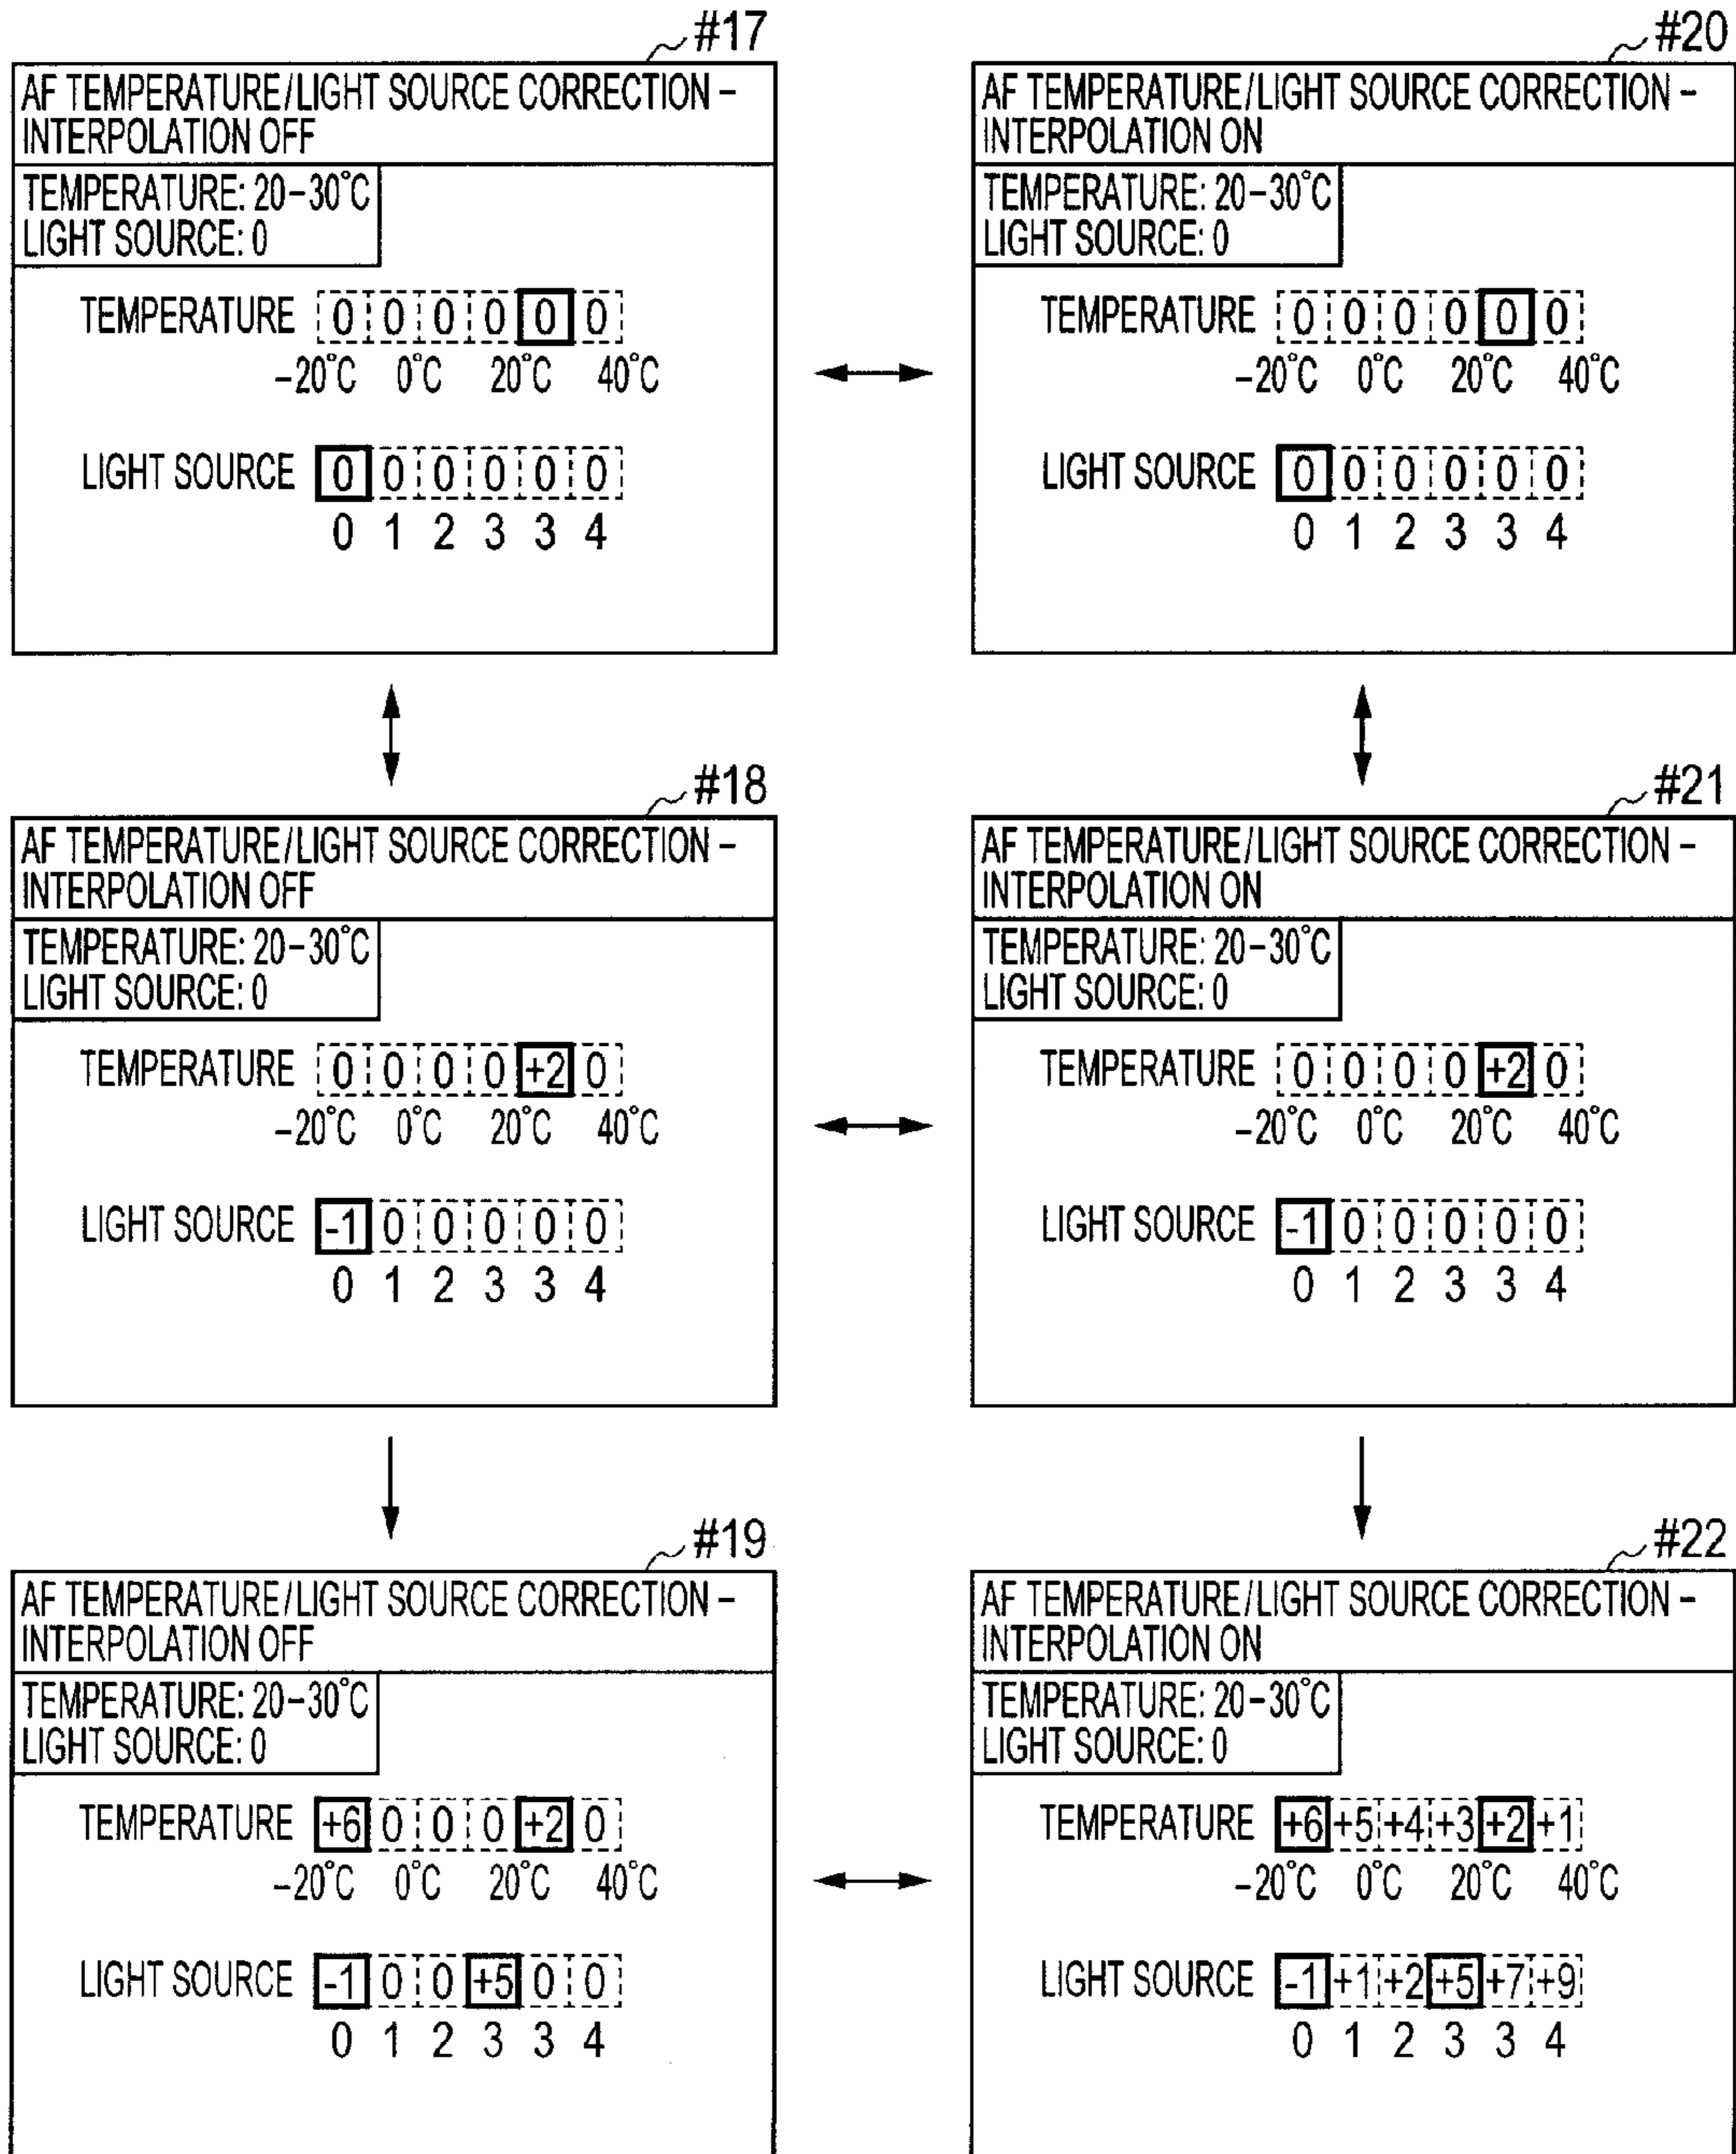 #17
AF TEMPERATURE/LIGHT SOURCE CORRECTION –
INTERPOLATION OFF
TEMPERATURE: 20–30°C
LIGHT SOURCE: 0
TEMPERATURE 0 0 0 0 0 0
–20°C 0°C 20°C 40°C
LIGHT SOURCE 0 0 0 0 0 0
0 1 2 3 3 4
#20
AF TEMPERATURE/LIGHT SOURCE CORRECTION –
INTERPOLATION ON
TEMPERATURE: 20–30°C
LIGHT SOURCE: 0
TEMPERATURE 0 0 0 0 0 0
–20°C 0°C 20°C 40°C
LIGHT SOURCE 0 0 0 0 0 0
0 1 2 3 3 4
#18
AF TEMPERATURE/LIGHT SOURCE CORRECTION –
INTERPOLATION OFF
TEMPERATURE: 20–30°C
LIGHT SOURCE: 0
TEMPERATURE 0 0 0 0 +2 0
–20°C 0°C 20°C 40°C
LIGHT SOURCE -1 0 0 0 0 0
0 1 2 3 3 4
#21
AF TEMPERATURE/LIGHT SOURCE CORRECTION –
INTERPOLATION ON
TEMPERATURE: 20–30°C
LIGHT SOURCE: 0
TEMPERATURE 0 0 0 0 +2 0
–20°C 0°C 20°C 40°C
LIGHT SOURCE -1 0 0 0 0 0
0 1 2 3 3 4
#19
AF TEMPERATURE/LIGHT SOURCE CORRECTION –
INTERPOLATION OFF
TEMPERATURE: 20–30°C
LIGHT SOURCE: 0
TEMPERATURE +6 0 0 0 +2 0
–20°C 0°C 20°C 40°C
LIGHT SOURCE -1 0 0 +5 0 0
0 1 2 3 3 4
#22
AF TEMPERATURE/LIGHT SOURCE CORRECTION –
INTERPOLATION ON
TEMPERATURE: 20–30°C
LIGHT SOURCE: 0
TEMPERATURE +6 +5 +4 +3 +2 +1
–20°C 0°C 20°C 40°C
LIGHT SOURCE -1 +1 +2 +5 +7 +9
0 1 2 3 3 4